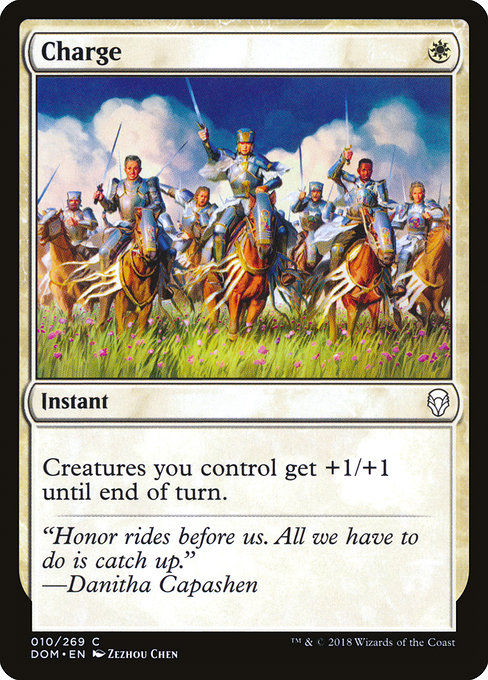 Charge
Instant
Creatures you control get +1/+1
until end of turn.
“Honor rides before us. All we have to
do is catch up.”
—Danitha Capashen
010/269 C
DOM • EN Zezhou Chen
™ & © 2018 Wizards of the Coast